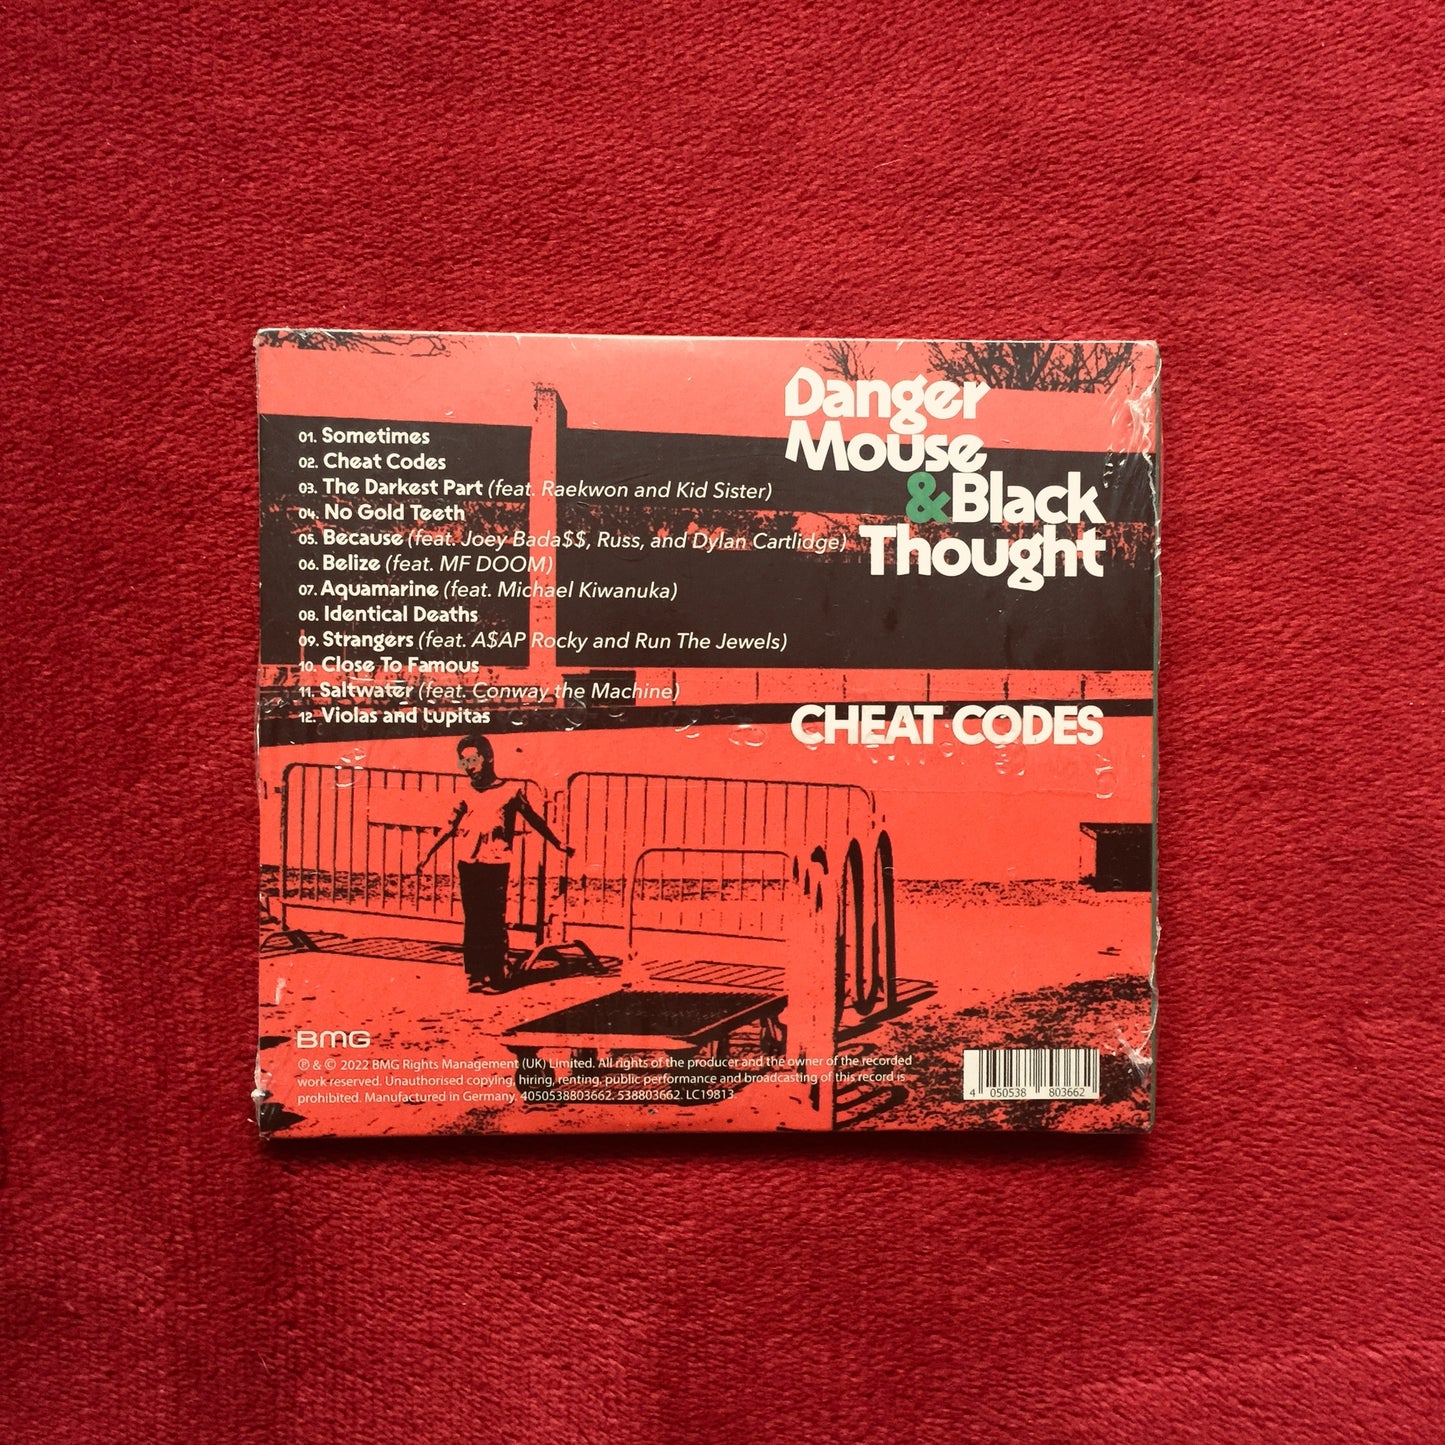 Danger
Mouse
&Black
Thought
01. Sometimes
02. Cheat Codes
03. The Darkest Part (feat. Raekwon and Kid Sister)
04. No Gold Teeth
05. Because (feat. Joey Bada$$, Russ, and Dylan Cartlidge)
06. Belize (feat. MF DOOM)
07. Aquamarine (feat. Michael Kiwanuka)
08. Identical Deaths
09. Strangers (feat. A$AP Rocky and Run The Jewels)
10. Close To Famous
11. Saltwater (feat. Conway the Machine)
12. Violas and Lupitas
CHEAT CODES
BMG
℗ & © 2022 BMG Rights Management (UK) Limited. All rights of the producer and the owner of the recorded
work reserved. Unauthorised copying, hiring, renting, public performance and broadcasting of this record is
prohibited. Manufactured in Germany. 4050538803662. 538803662. LC19813.
4 050538 803662